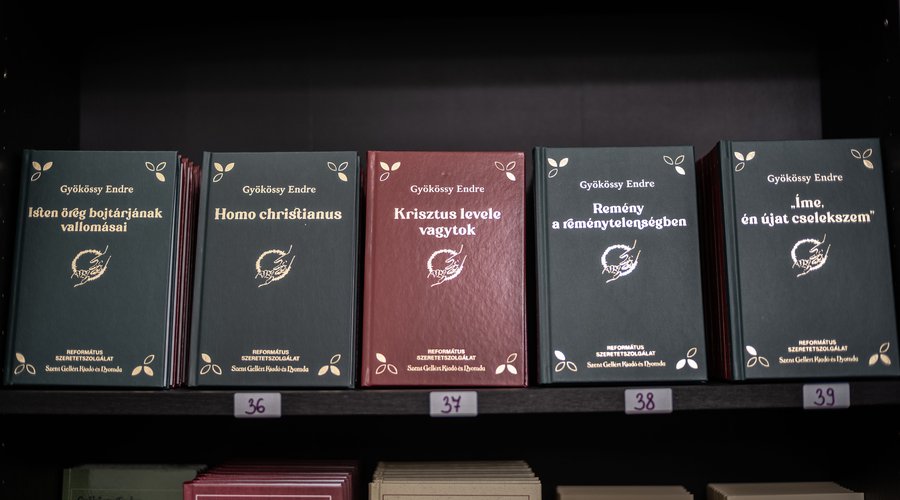 Gyökössy Endre
Isten öreg bojtárjának
vallomásai
REFORMÁTUS
SZERETETSZOLGÁLAT
Szent Gellért Kiadó és Nyomda
Gyökössy Endre
Homo christianus
REFORMÁTUS
SZERETETSZOLGÁLAT
Szent Gellért Kiadó és Nyomda
Gyökössy Endre
Krisztus levele
vagytok
REFORMÁTUS
SZERETETSZOLGÁLAT
Szent Gellért Kiadó és Nyomda
Gyökössy Endre
Remény
a reménytelenségben
REFORMÁTUS
SZERETETSZOLGÁLAT
Szent Gellért Kiadó és Nyomda
Gyökössy Endre
„Íme,
én újat cselekszem”
REFORMÁTUS
SZERETETSZOLGÁLAT
Szent Gellért Kiadó és Nyomda
36
37
38
39